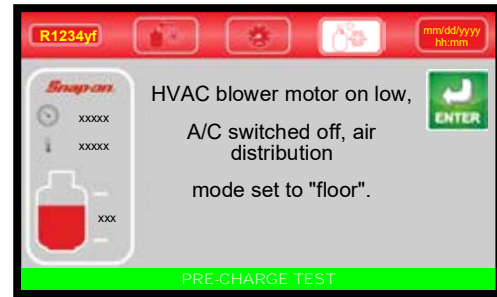 R1234yf
mm/dd/yyyy
hh:mm
Snap-on
xxxxx
xxxxx
xxx
HVAC blower motor on low,
A/C switched off, air
distribution
mode set to "floor".
ENTER
PRE-CHARGE TEST